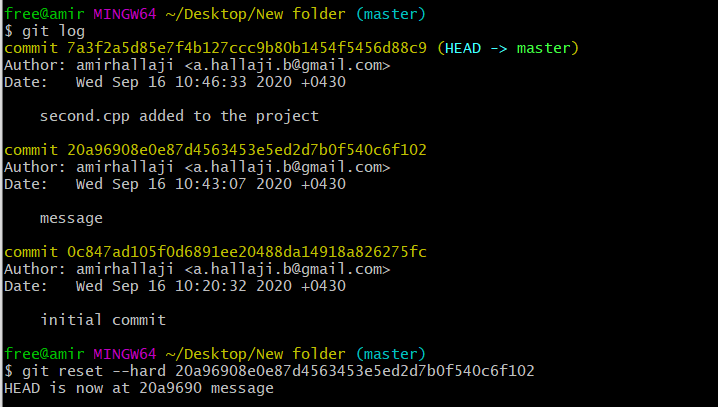 free@amir MINGW64 ~/Desktop/New folder (master)
$ git log
commit 7a3f2a5d85e7f4b127ccc9b80b1454f5456d88c9 (HEAD -> master)
Author: amirhallaji <a.hallaji.b@gmail.com>
Date:   Wed Sep 16 10:46:33 2020 +0430
    second.cpp added to the project
commit 20a96908e0e87d4563453e5ed2d7b0f540c6f102
Author: amirhallaji <a.hallaji.b@gmail.com>
Date:   Wed Sep 16 10:43:07 2020 +0430
    message
commit 0c847ad105f0d6891ee20488da14918a826275fc
Author: amirhallaji <a.hallaji.b@gmail.com>
Date:   Wed Sep 16 10:20:32 2020 +0430
    initial commit
free@amir MINGW64 ~/Desktop/New folder (master)
$ git reset --hard 20a96908e0e87d4563453e5ed2d7b0f540c6f102
HEAD is now at 20a9690 message